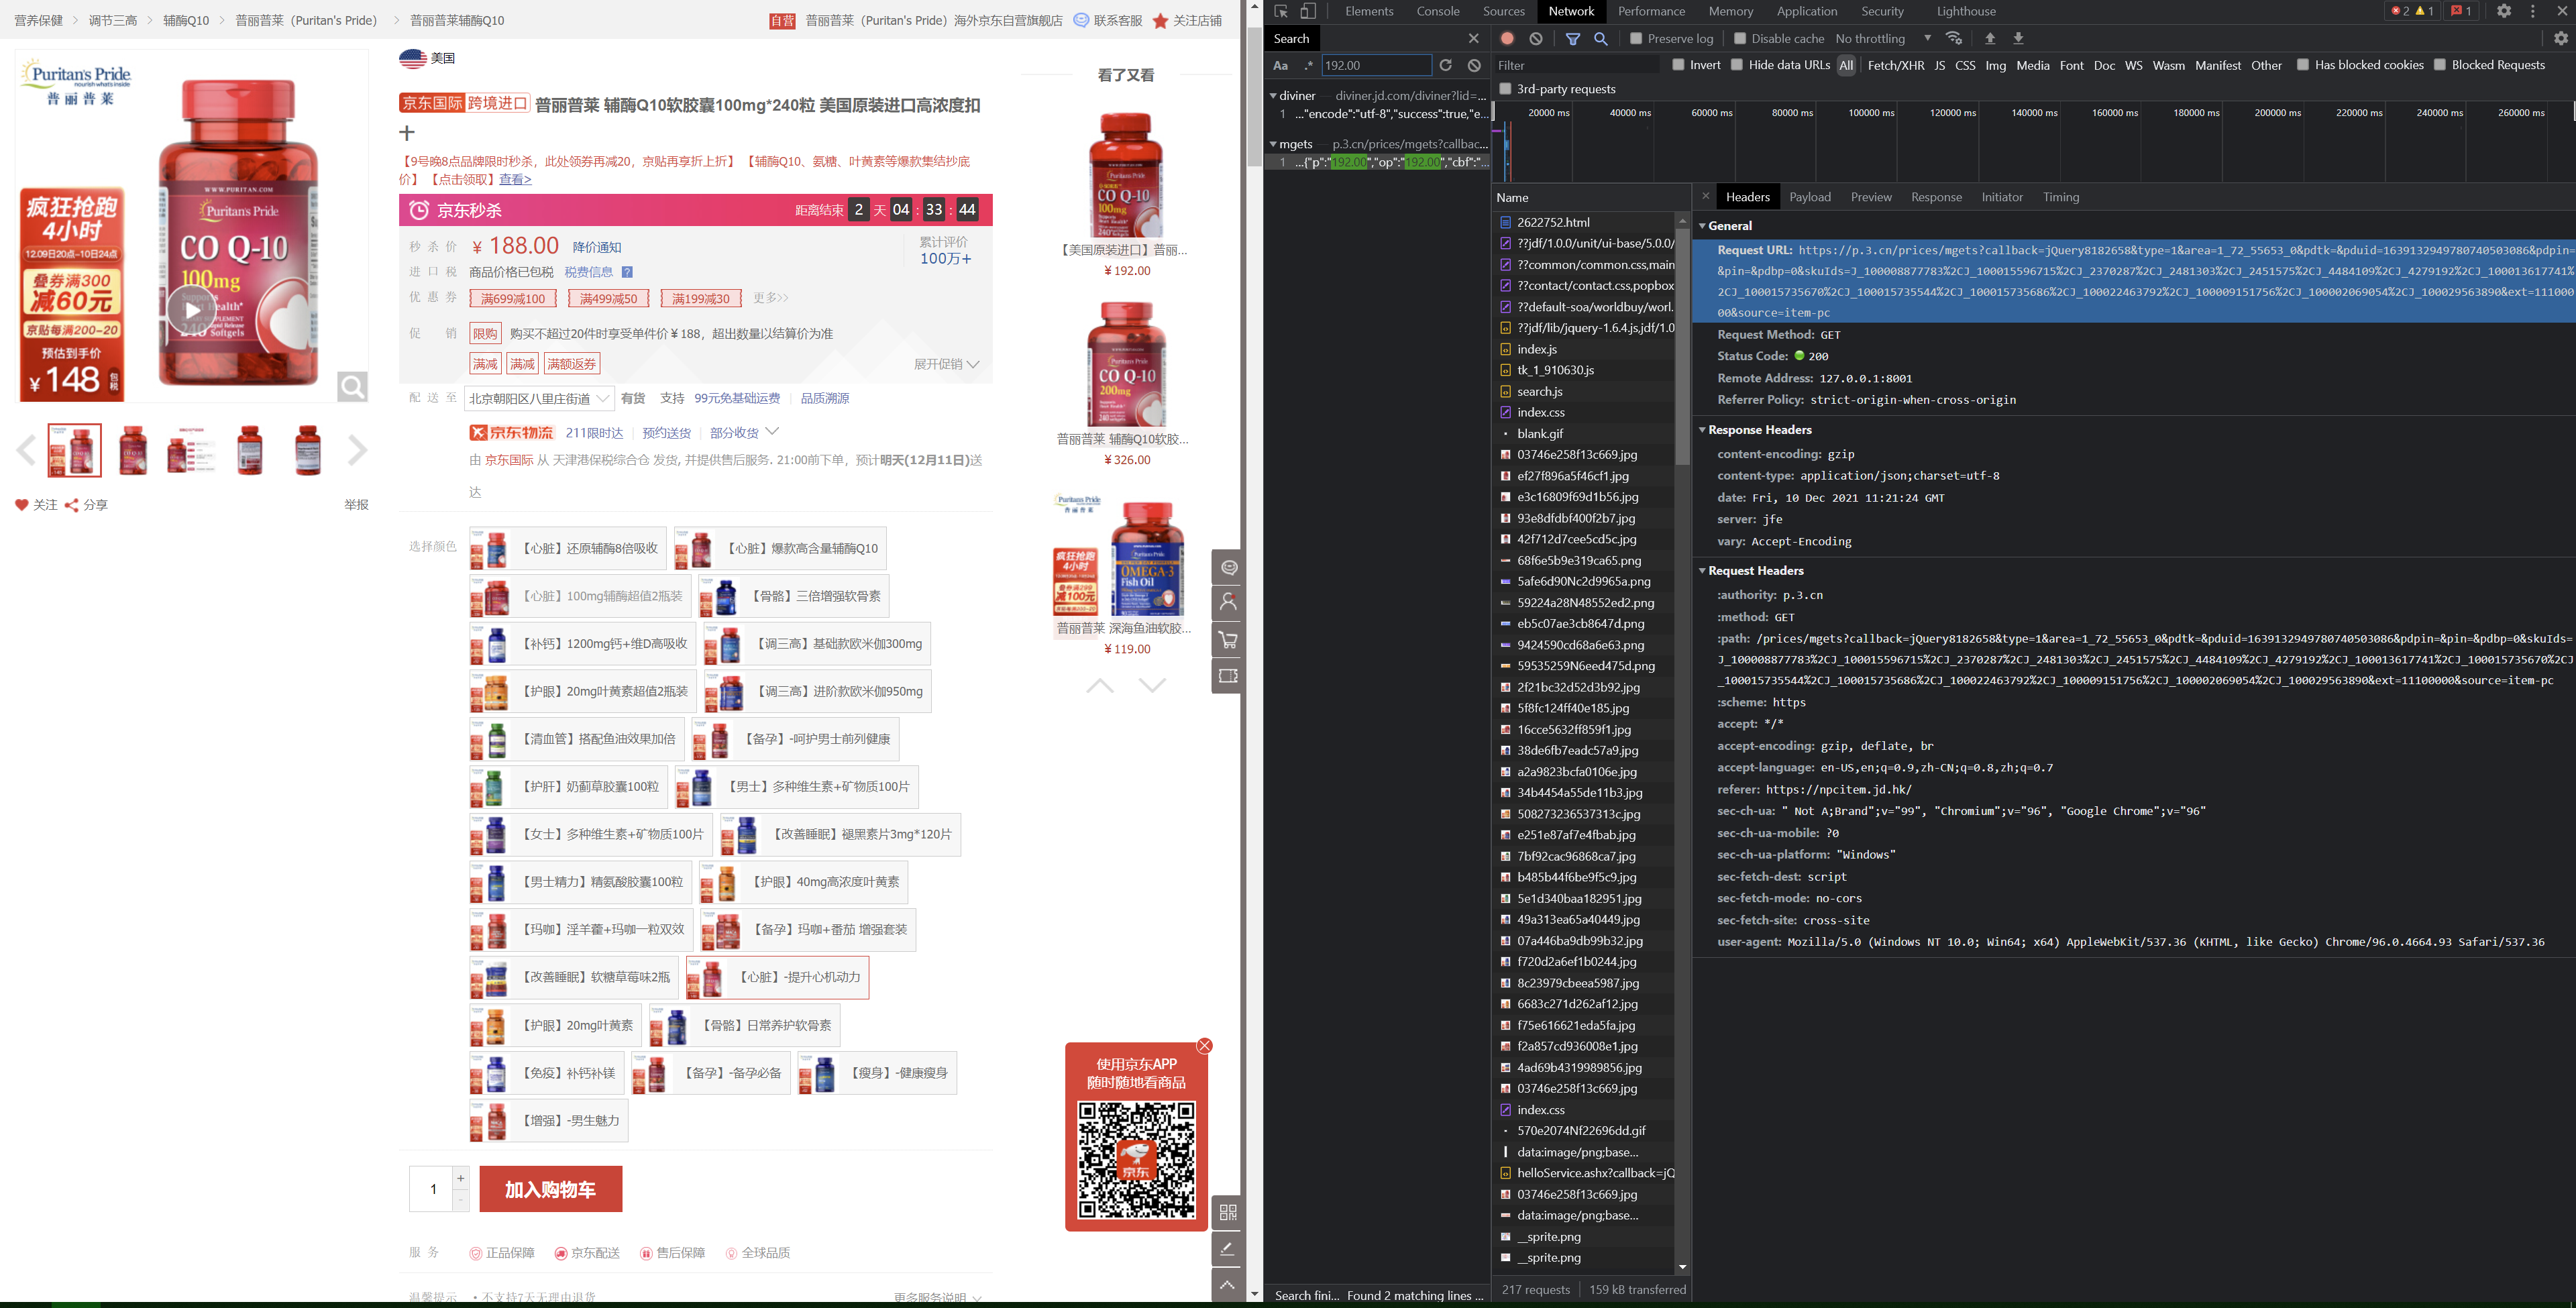 营养保健 > 调节三高 > 辅酶Q10 > 普丽普莱（Puritan's Pride） > 普丽普莱辅酶Q10
自营 普丽普莱（Puritan's Pride）海外京东自营旗舰店 联系客服 关注店铺
Puritan's Pride
普丽普莱
疯狂抢跑
4小时
12.09日20点-10日24点
叠券满300
减60元
京贴每满200-20
预估到手价
¥148 包税
WWW.PURITAN.COM
Puritan's Pride
CO Q-10
100mg
240 Rapid Release Softgels
关注 分享 举报
美国
京东国际 跨境进口 普丽普莱 辅酶Q10软胶囊100mg*240粒 美国原装进口高浓度扣
十
【9号晚8点品牌限时秒杀，此处领券再减20，京贴再享折上折】 【辅酶Q10、氨糖、叶黄素等爆款集结抄底
价】 【点击领取】查看>
京东秒杀 距离结束 2 天 04 : 33 : 44
秒杀价 ¥ 188.00 降价通知 累计评价
100万+
进口税 商品价格已包税 税费信息 ?
优惠券 满699减100 满499减50 满199减30 更多>>
促销 限购 购买不超过20件时享受单件价￥188，超出数量以结算价为准
满减 满减 满额返券 展开促销
配送至 北京朝阳区八里庄街道 有货 支持 99元免基础运费 | 品质溯源
京东物流 211限时达 | 预约送货 | 部分收货
由 京东国际 从 天津港保税综合仓 发货, 并提供售后服务. 21:00前下单，预计明天(12月11日)送
达
选择颜色
【心脏】还原辅酶8倍吸收 【心脏】爆款高含量辅酶Q10
【心脏】100mg辅酶超值2瓶装 【骨骼】三倍增强软骨素
【补钙】1200mg钙+维D高吸收 【调三高】基础款欧米伽300mg
【护眼】20mg叶黄素超值2瓶装 【调三高】进阶款欧米伽950mg
【清血管】搭配鱼油效果加倍 【备孕】-呵护男士前列健康
【护肝】奶蓟草胶囊100粒 【男士】多种维生素+矿物质100片
【女士】多种维生素+矿物质100片 【改善睡眠】褪黑素片3mg*120片
【男士精力】精氨酸胶囊100粒 【护眼】40mg高浓度叶黄素
【玛咖】淫羊藿+玛咖一粒双效 【备孕】玛咖+番茄 增强套装
【改善睡眠】软糖草莓味2瓶 【心脏】-提升心机动力
【护眼】20mg叶黄素 【骨骼】日常养护软骨素
【免疫】补钙补镁 【备孕】-备孕必备 【瘦身】-健康瘦身
【增强】-男生魅力
1 + - 加入购物车
服务 正品保障 京东配送 售后保障 全球品质
温馨提示 • 不支持7天无理由退货 更多服务说明
看了又看
CO Q-10
100mg
【美国原装进口】普丽...
¥ 192.00
CO Q-10
200mg
普丽普莱 辅酶Q10软胶...
¥ 326.00
OMEGA-3
Fish Oil
普丽普莱 深海鱼油软胶...
¥ 119.00
使用京东APP
随时随地看商品
京东
Elements Console Sources Network Performance Memory Application Security Lighthouse 2 1 1
Search
Aa .* 192.00
diviner diviner.jd.com/diviner?lid=...
1 ..."encode":"utf-8","success":true,"e...
mgets p.3.cn/prices/mgets?callbac...
1 ...{"p":"192.00","op":"192.00","cbf":"...
Search fini... Found 2 matching lines ...
Preserve log Disable cache No throttling
Filter Invert Hide data URLs All Fetch/XHR JS CSS Img Media Font Doc WS Wasm Manifest Other Has blocked cookies Blocked Requests
3rd-party requests
20000 ms 40000 ms 60000 ms 80000 ms 100000 ms 120000 ms 140000 ms 160000 ms 180000 ms 200000 ms 220000 ms 240000 ms 260000 ms
Name
2622752.html
??jdf/1.0.0/unit/ui-base/5.0.0/
??common/common.css,main
??contact/contact.css,popbox
??default-soa/worldbuy/worl.
??jdf/lib/jquery-1.6.4.js,jdf/1.0
index.js
tk_1_910630.js
search.js
index.css
blank.gif
03746e258f13c669.jpg
ef27f896a5f46cf1.jpg
e3c16809f69d1b56.jpg
93e8dfdbf400f2b7.jpg
42f712d7cee5cd5c.jpg
68f6e5b9e319ca65.png
5afe6d90Nc2d9965a.png
59224a28N48552ed2.png
eb5c07ae3cb8647d.png
9424590cd68a6e63.png
59535259N6eed475d.png
2f21bc32d52d3b92.jpg
5f8fc124ff40e185.jpg
16cce5632ff859f1.jpg
38de6fb7eadc57a9.jpg
a2a9823bcfa0106e.jpg
34b4454a55de11b3.jpg
508273236537313c.jpg
e251e87af7e4fbab.jpg
7bf92cac96868ca7.jpg
b485b44f6be9f5c9.jpg
5e1d340baa182951.jpg
49a313ea65a40449.jpg
07a446ba9db99b32.jpg
f720d2a6ef1b0244.jpg
8c23979cbeea5987.jpg
6683c271d262af12.jpg
f75e616621eda5fa.jpg
f2a857cd936008e1.jpg
4ad69b4319989856.jpg
03746e258f13c669.jpg
index.css
570e2074Nf22696dd.gif
data:image/png;base...
helloService.ashx?callback=jQ
03746e258f13c669.jpg
data:image/png;base...
__sprite.png
__sprite.png
217 requests | 159 kB transferred
Headers Payload Preview Response Initiator Timing
General
Request URL: https://p.3.cn/prices/mgets?callback=jQuery8182658&type=1&area=1_72_55653_0&pdtk=&pduid=1639132949780740503086&pdpin=
&pin=&pdbp=0&skuIds=J_100008877783%2CJ_100015596715%2CJ_2370287%2CJ_2481303%2CJ_2451575%2CJ_4484109%2CJ_4279192%2CJ_100013617741%
2CJ_100015735670%2CJ_100015735544%2CJ_100015735686%2CJ_100022463792%2CJ_100009151756%2CJ_100002069054%2CJ_100029563890&ext=111000
00&source=item-pc
Request Method: GET
Status Code: 200
Remote Address: 127.0.0.1:8001
Referrer Policy: strict-origin-when-cross-origin
Response Headers
content-encoding: gzip
content-type: application/json;charset=utf-8
date: Fri, 10 Dec 2021 11:21:24 GMT
server: jfe
vary: Accept-Encoding
Request Headers
:authority: p.3.cn
:method: GET
:path: /prices/mgets?callback=jQuery8182658&type=1&area=1_72_55653_0&pdtk=&pduid=1639132949780740503086&pdpin=&pin=&pdbp=0&skuIds=
J_100008877783%2CJ_100015596715%2CJ_2370287%2CJ_2481303%2CJ_2451575%2CJ_4484109%2CJ_4279192%2CJ_100013617741%2CJ_100015735670%2CJ
_100015735544%2CJ_100015735686%2CJ_100022463792%2CJ_100009151756%2CJ_100002069054%2CJ_100029563890&ext=11100000&source=item-pc
:scheme: https
accept: */*
accept-encoding: gzip, deflate, br
accept-language: en-US,en;q=0.9,zh-CN;q=0.8,zh;q=0.7
referer: https://npcitem.jd.hk/
sec-ch-ua: " Not A;Brand";v="99", "Chromium";v="96", "Google Chrome";v="96"
sec-ch-ua-mobile: ?0
sec-ch-ua-platform: "Windows"
sec-fetch-dest: script
sec-fetch-mode: no-cors
sec-fetch-site: cross-site
user-agent: Mozilla/5.0 (Windows NT 10.0; Win64; x64) AppleWebKit/537.36 (KHTML, like Gecko) Chrome/96.0.4664.93 Safari/537.36